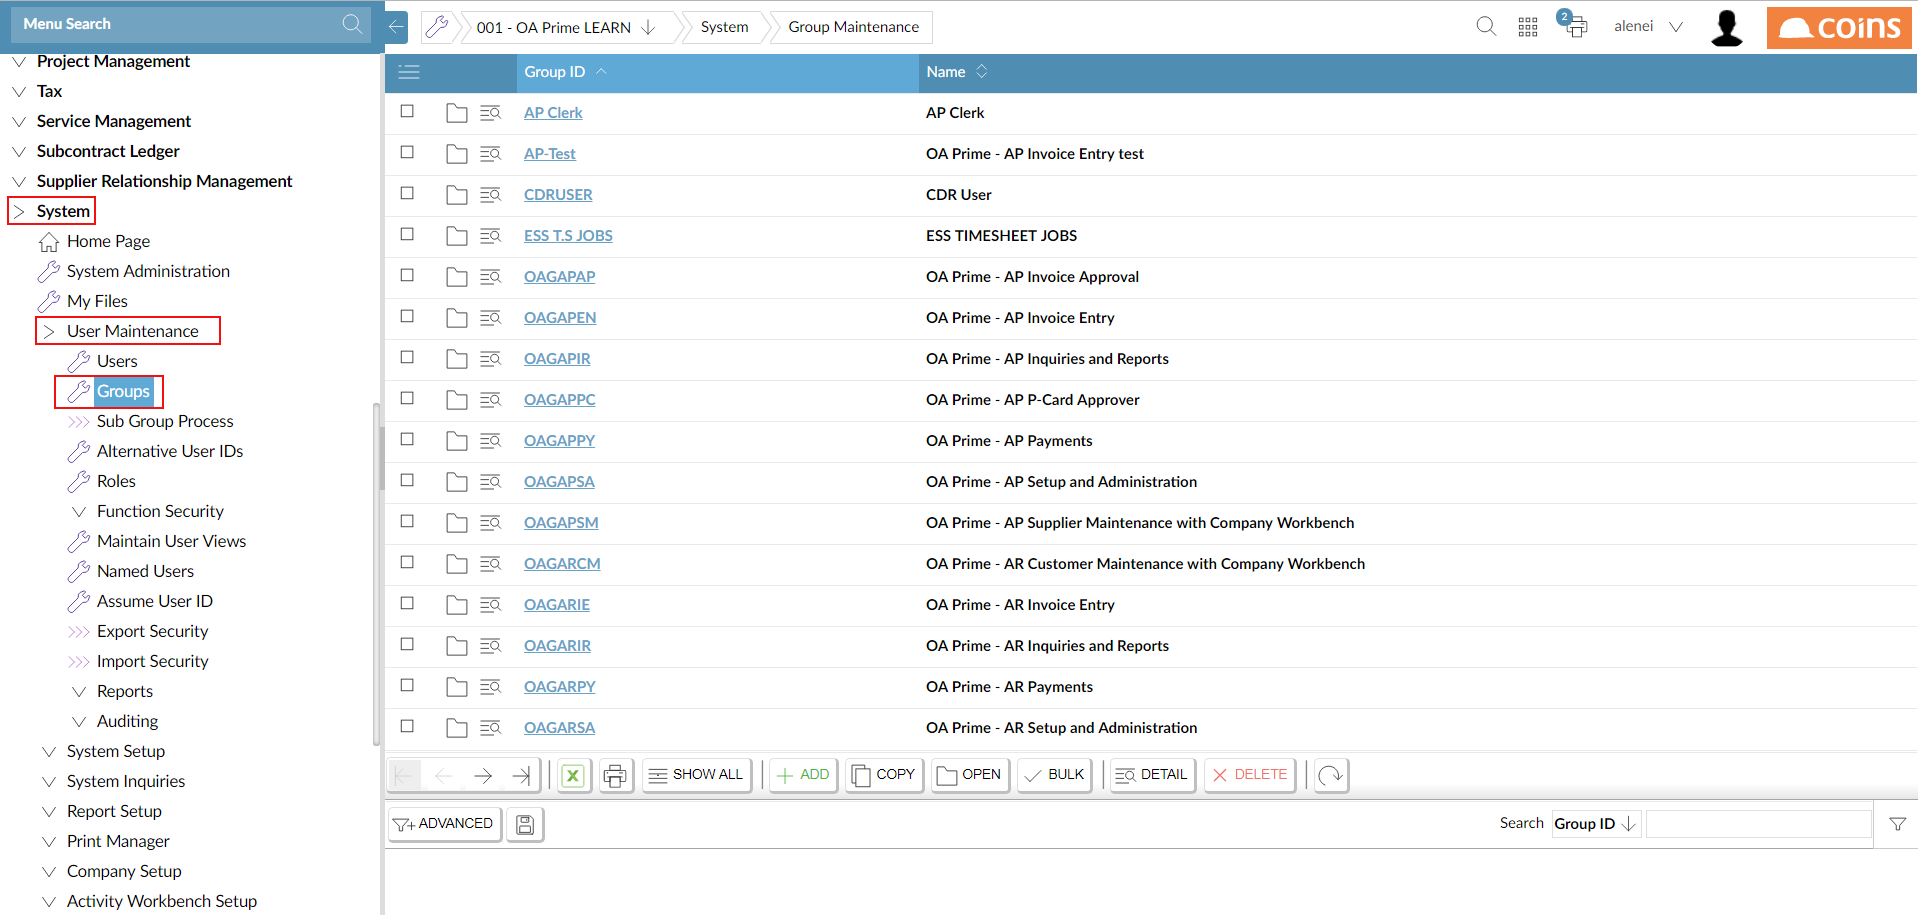 Menu Search
001 - OA Prime LEARN
System
Group Maintenance
2
alenei
coins
Project Management
Tax
Service Management
Subcontract Ledger
Supplier Relationship Management
System
Home Page
System Administration
My Files
User Maintenance
Users
Groups
Sub Group Process
Alternative User IDs
Roles
Function Security
Maintain User Views
Named Users
Assume User ID
Export Security
Import Security
Reports
Auditing
System Setup
System Inquiries
Report Setup
Print Manager
Company Setup
Activity Workbench Setup
Group ID Name
AP Clerk AP Clerk
AP-Test OA Prime - AP Invoice Entry test
CDRUSER CDR User
ESS T.S JOBS ESS TIMESHEET JOBS
OAGAPAP OA Prime - AP Invoice Approval
OAGAPEN OA Prime - AP Invoice Entry
OAGAPIR OA Prime - AP Inquiries and Reports
OAGAPPC OA Prime - AP P-Card Approver
OAGAPPY OA Prime - AP Payments
OAGAPSA OA Prime - AP Setup and Administration
OAGAPSM OA Prime - AP Supplier Maintenance with Company Workbench
OAGARCM OA Prime - AR Customer Maintenance with Company Workbench
OAGARIE OA Prime - AR Invoice Entry
OAGARIR OA Prime - AR Inquiries and Reports
OAGARPY OA Prime - AR Payments
OAGARSA OA Prime - AR Setup and Administration
SHOW ALL ADD COPY OPEN BULK DETAIL DELETE
ADVANCED
Search Group ID